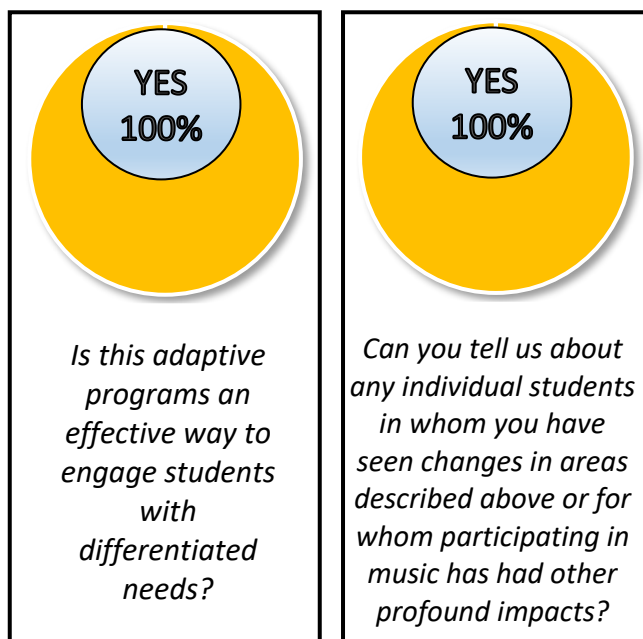 YES
100%
Is this adaptive
programs an
effective way to
engage students
with
differentiated
needs?
YES
100%
Can you tell us about
any individual students
in whom you have
seen changes in areas
described above or for
whom participating in
music has had other
profound impacts?